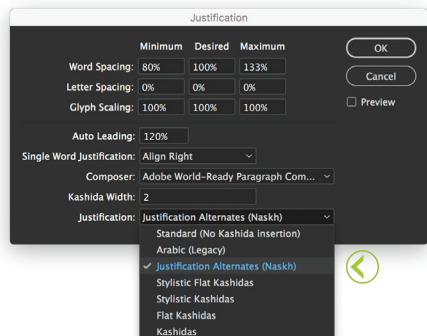 Justification
Minimum Desired Maximum
Word Spacing: 80% 100% 133%
Letter Spacing: 0% 0% 0%
Glyph Scaling: 100% 100% 100%
Auto Leading: 120%
Single Word Justification: Align Right
Composer: Adobe World-Ready Paragraph Com...
Kashida Width: 2
Justification: Justification Alternates (Naskh)
Standard (No Kashida insertion)
Arabic (Legacy)
Justification Alternates (Naskh)
Stylistic Flat Kashidas
Stylistic Kashidas
Flat Kashidas
Kashidas
OK
Cancel
Preview